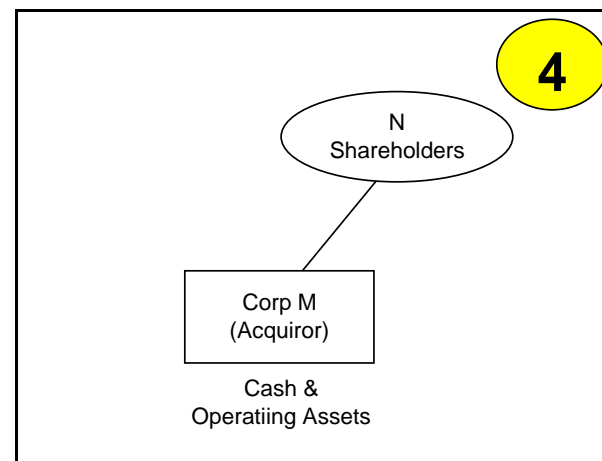 4
N
Shareholders
Corp M
(Acquiror)
Cash &
Operatiing Assets